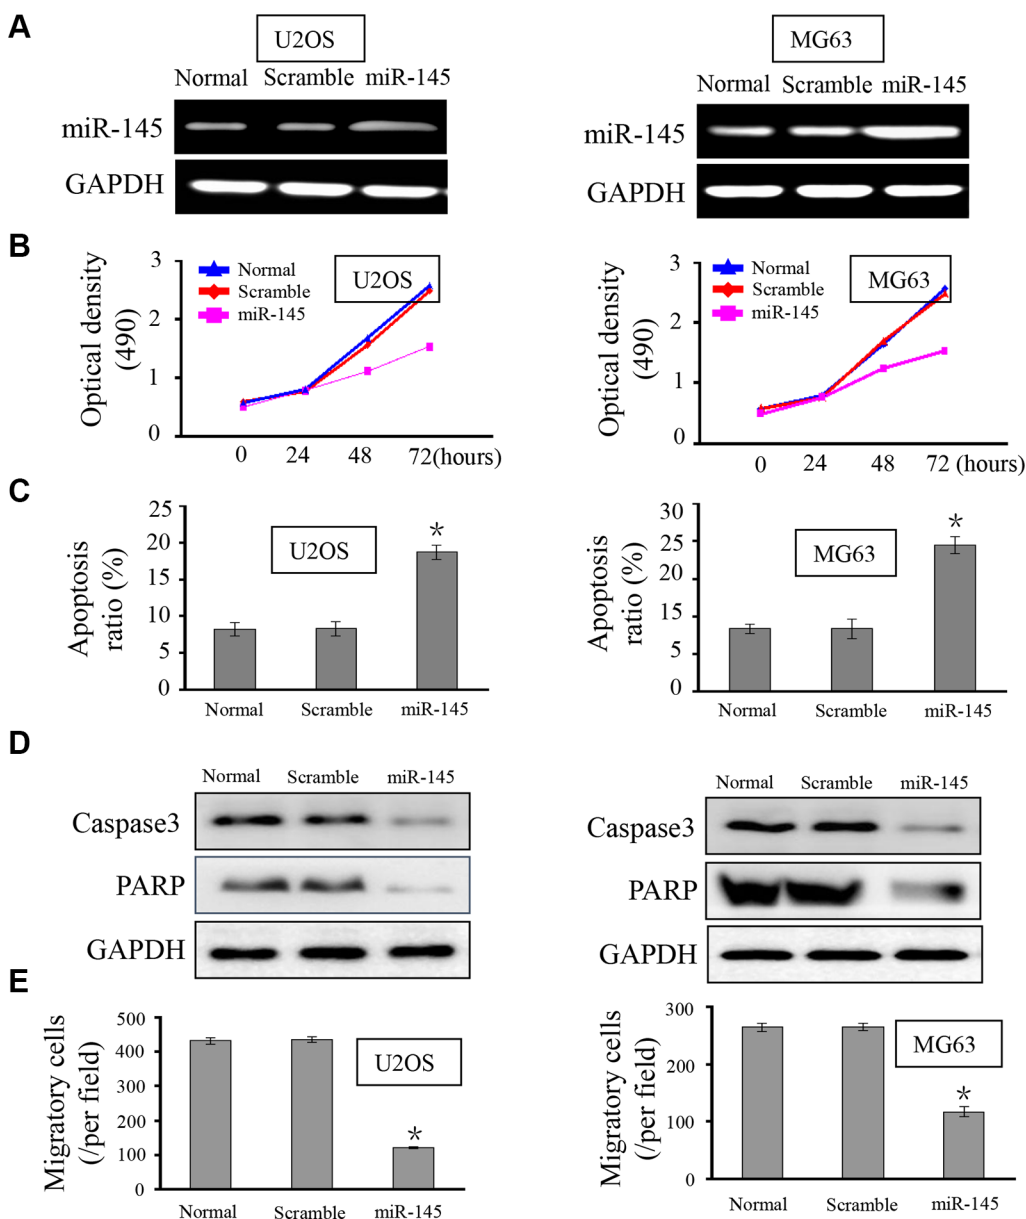 A
U2OS
Normal Scramble miR-145
miR-145
GAPDH
MG63
Normal Scramble miR-145
miR-145
GAPDH
B
Optical density
(490)
3
2
1
0
Normal
Scramble
miR-145
U2OS
0 24 48 72(hours)
Optical density
(490)
3
2
1
0
Normal
Scramble
miR-145
MG63
0 24 48 72 (hours)
C
Apoptosis
ratio (%)
25
20
15
10
5
0
U2OS
*
Normal Scramble miR-145
Apoptosis
ratio (%)
30
25
20
15
5
0
MG63
*
Normal Scramble miR-145
D
Normal Scramble miR-145
Caspase3
PARP
GAPDH
Normal Scramble miR-145
Caspase3
PARP
GAPDH
E
Migratory cells
(/per field)
500
400
300
200
100
0
U2OS
*
Normal Scramble miR-145
Migratory cells
(/per field)
300
200
100
0
MG63
*
Normal Scramble miR-145